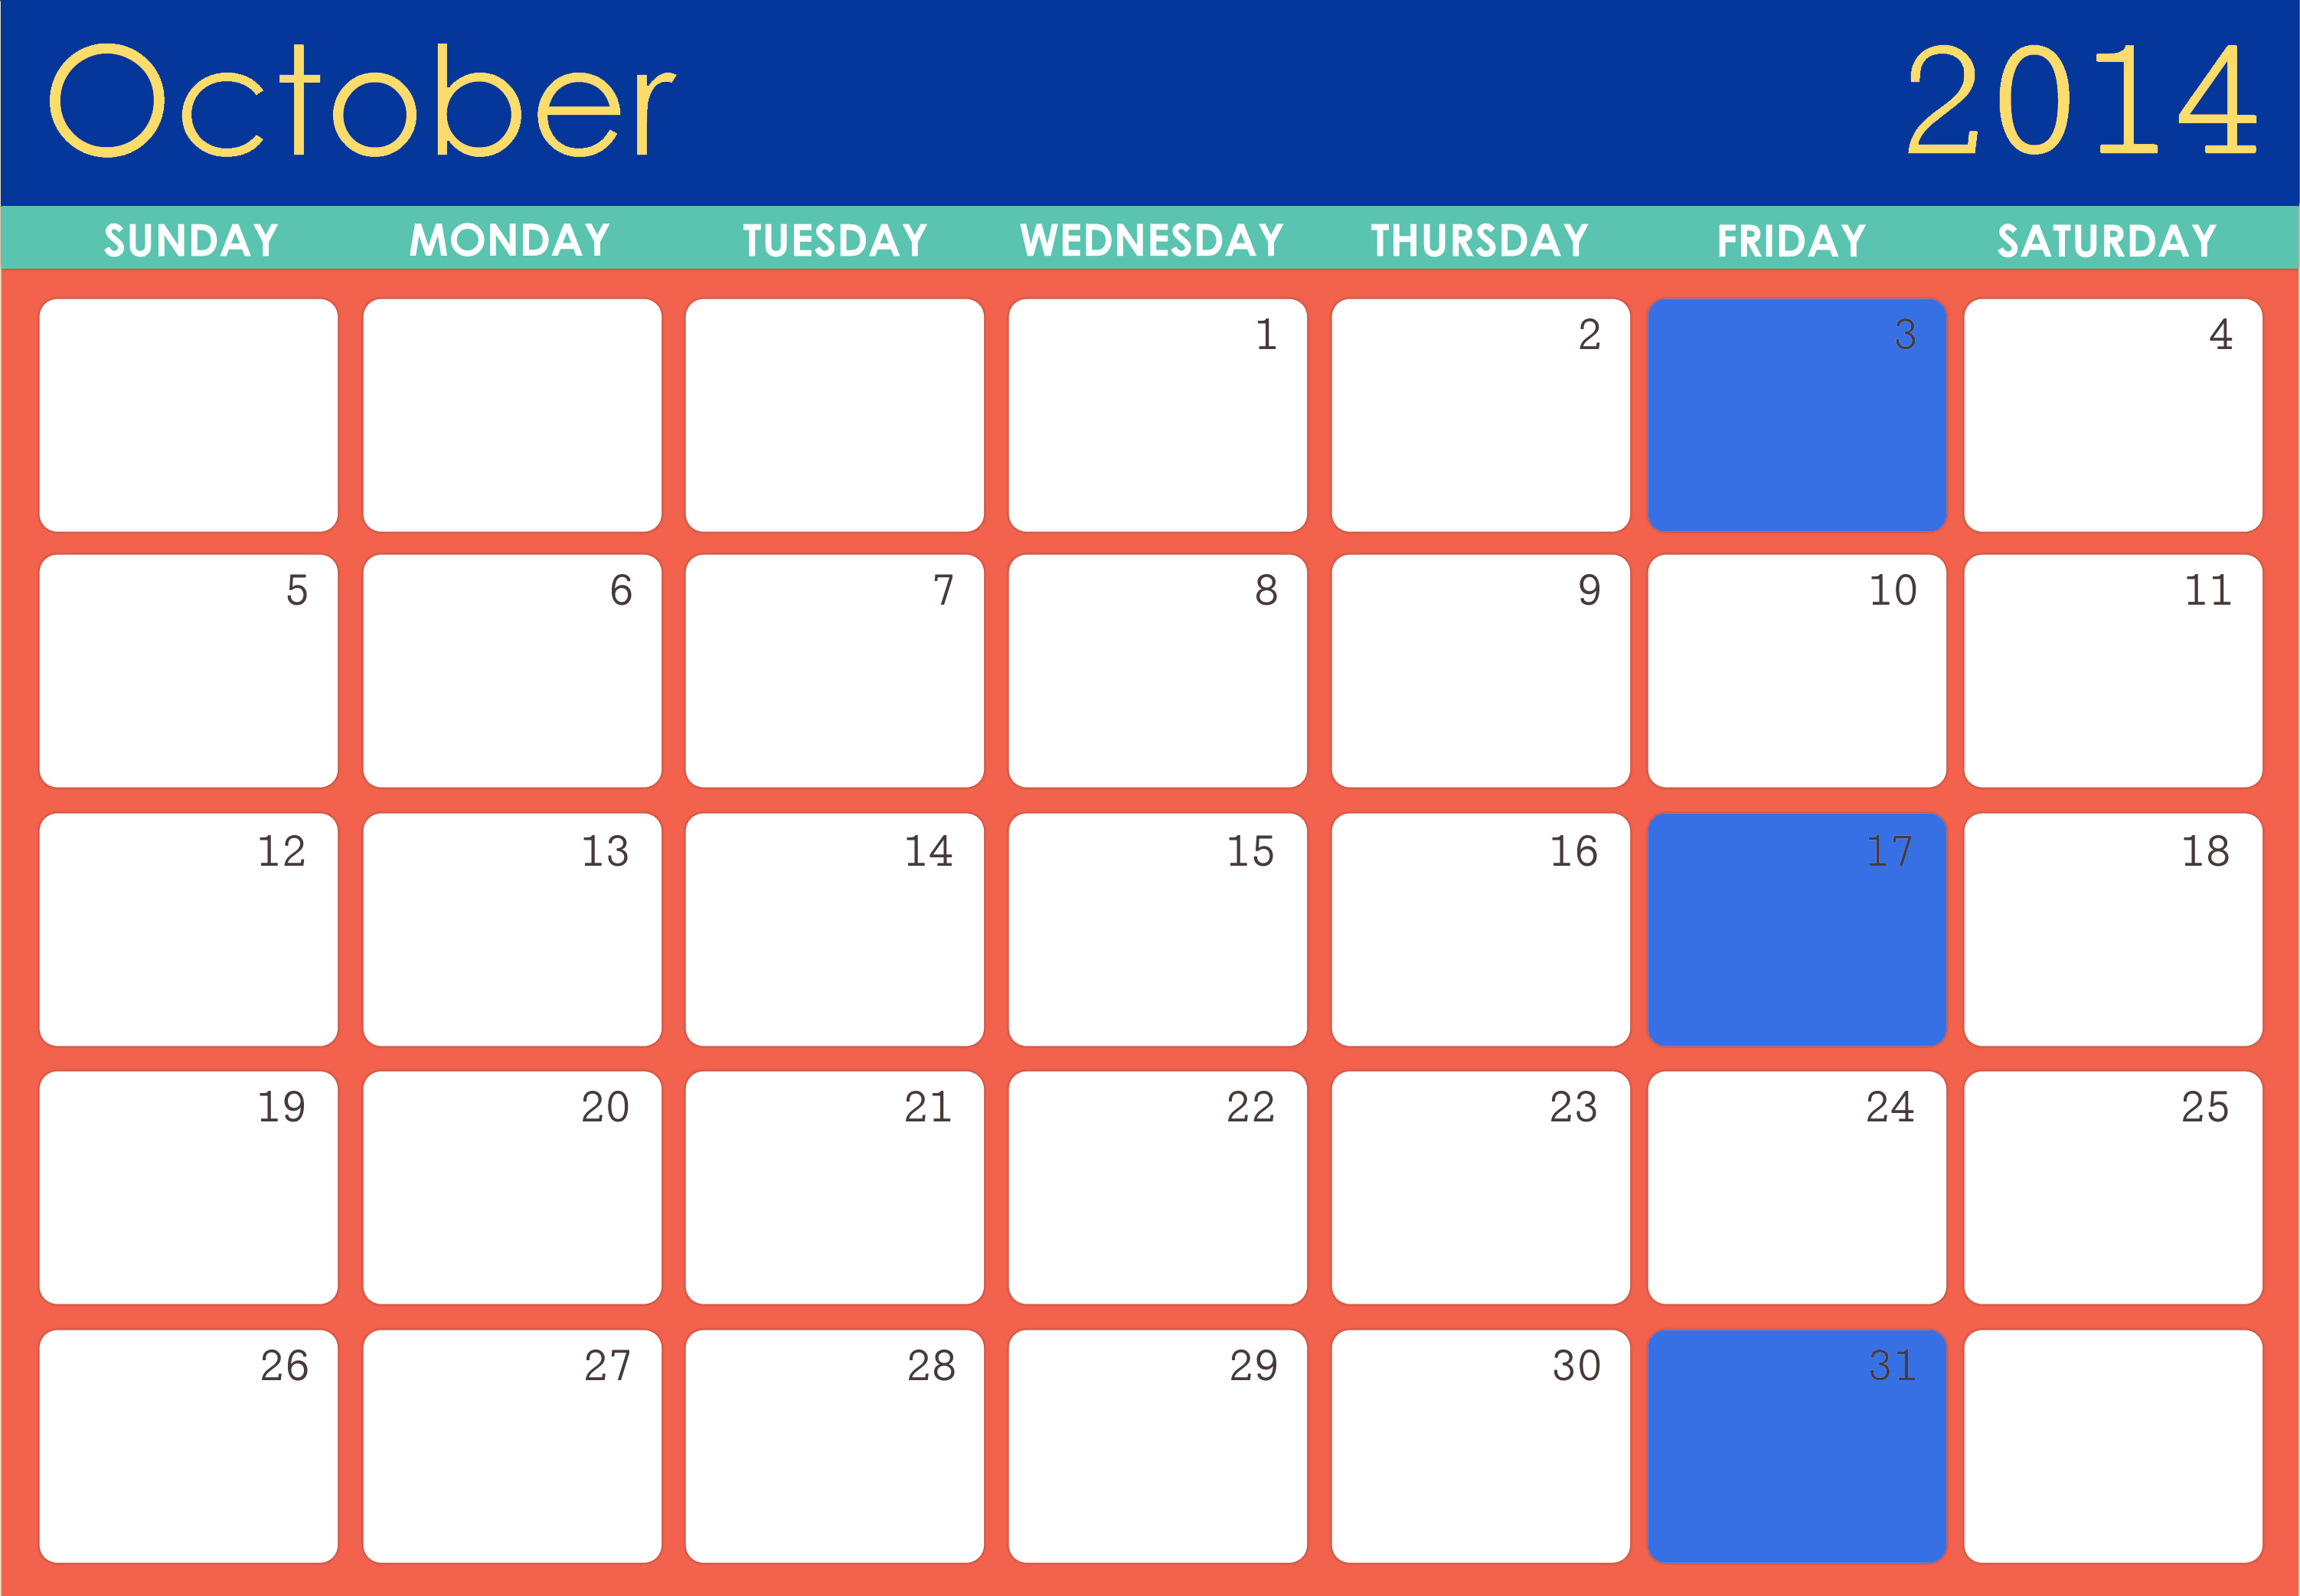 October 2014
SUNDAY MONDAY TUESDAY WEDNESDAY THURSDAY FRIDAY SATURDAY
1 2 3 4
5 6 7 8 9 10 11
12 13 14 15 16 17 18
19 20 21 22 23 24 25
26 27 28 29 30 31